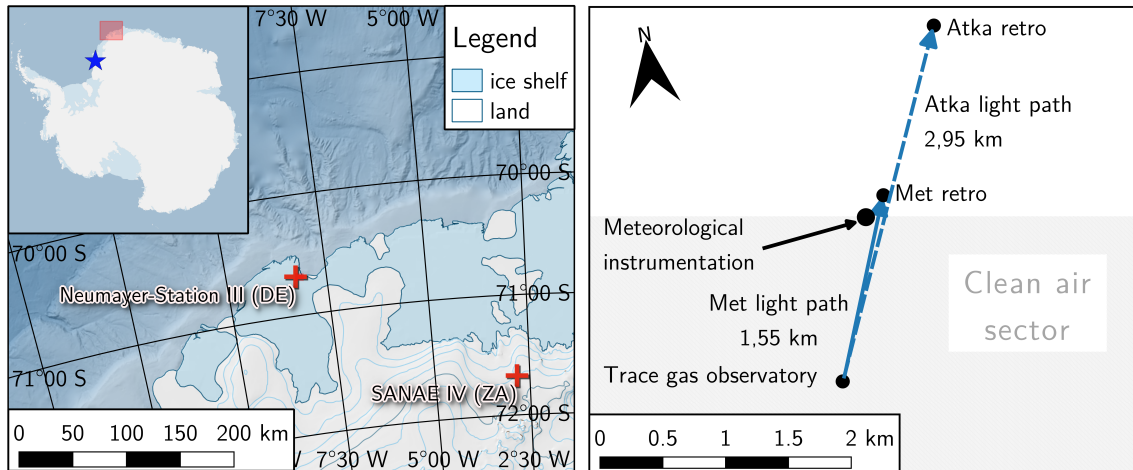 7°30 W
5°00 W
Legend
ice shelf
land
70°00 S
70°00 S
Neumayer-Station III (DE)
71°00 S
71°00 S
SANAE IV (ZA)
72°00 S
0 50 100 150 200 km
7°30 W
5°00 W
2°30 W
N
Atka retro
Atka light path
2,95 km
Met retro
Meteorological
instrumentation
Clean air
sector
Met light path
1,55 km
Trace gas observatory
0 0.5 1 1.5 2 km